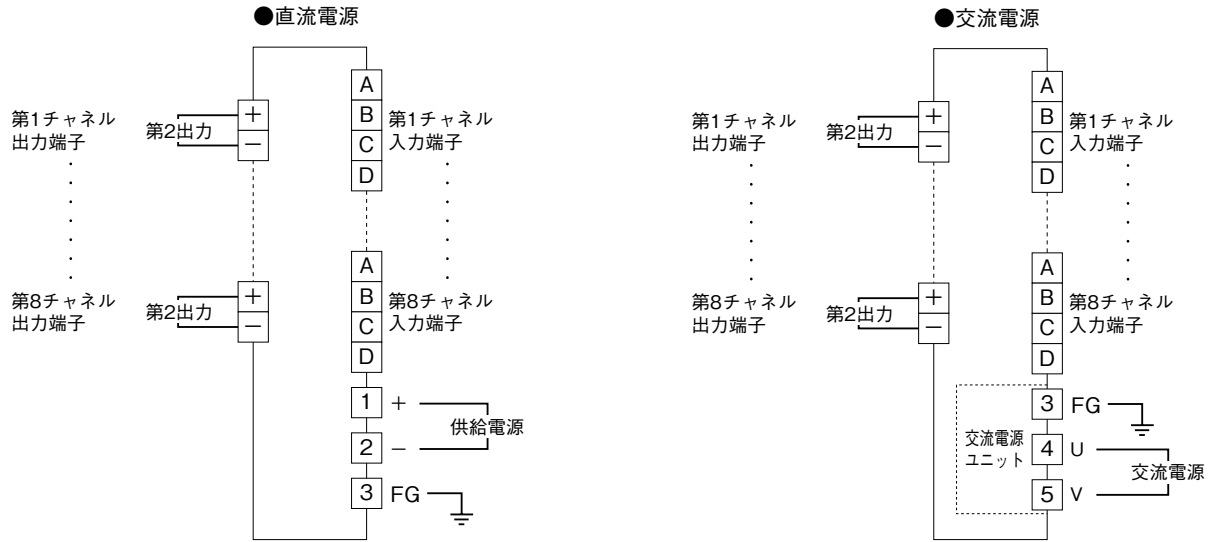 ●直流電源
第1チャネル
出力端子
第2出力
+
−
A
B
C
D
第1チャネル
入力端子
第8チャネル
出力端子
第2出力
+
−
A
B
C
D
第8チャネル
入力端子
1 +
2 −
供給電源
3 FG
●交流電源
第1チャネル
出力端子
第2出力
+
−
A
B
C
D
第1チャネル
入力端子
第8チャネル
出力端子
第2出力
+
−
A
B
C
D
第8チャネル
入力端子
交流電源
ユニット
3 FG
4 U
5 V
交流電源